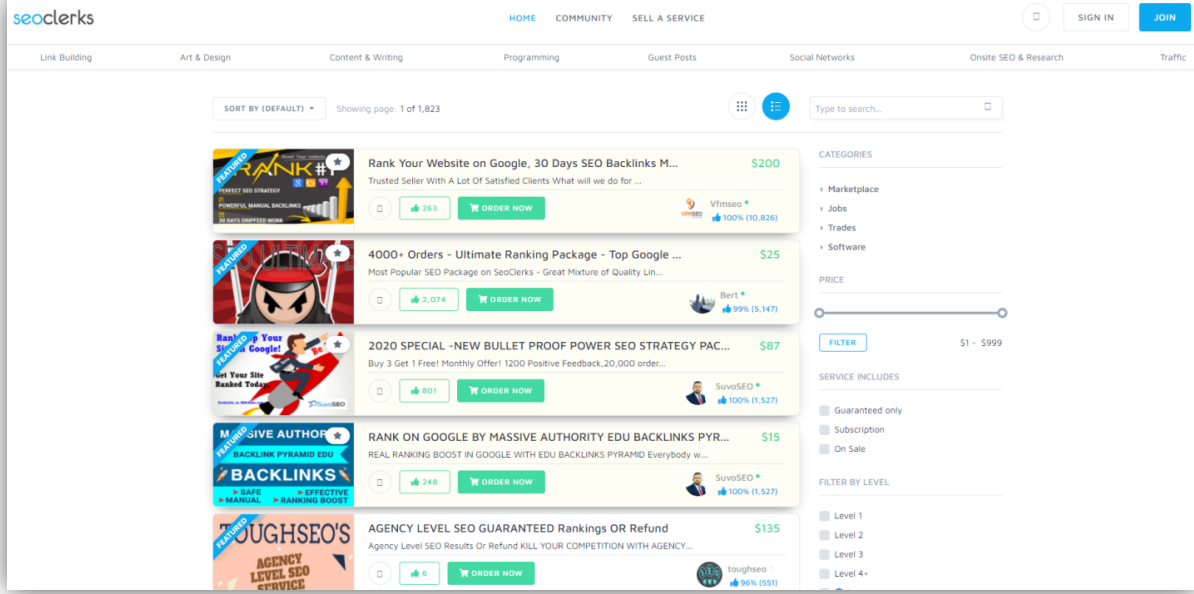 seoclerks
HOME COMMUNITY SELL A SERVICE
SIGN IN
JOIN
Link Building Art & Design Content & Writing Programming Guest Posts Social Networks Onsite SEO & Research Traffic
SORT BY (DEFAULT)
Showing page: 1 of 1,823
Type to search...
FEATURED
RANK #1
PERFECT SEO STRATEGY
POWERFUL MANUAL BACKLINKS
30 DAYS DRIPFEED WORK
Rank Your Website on Google, 30 Days SEO Backlinks M... $200
Trusted Seller With A Lot Of Satisfied Clients What will we do for ...
263 ORDER NOW
VFMSEO
Vfmseo
100% (10,826)
FEATURED
SEO ULTIMATE
4000+ Orders - Ultimate Ranking Package - Top Google ... $25
Most Popular SEO Package on SeoClerks - Great Mixture of Quality Lin...
2,074 ORDER NOW
Bert
99% (5,147)
FEATURED
Your
Google!
Be
Get Your Site
Ranked Today
SuvoSEO
2020 SPECIAL -NEW BULLET PROOF POWER SEO STRATEGY PAC... $87
Buy 3 Get 1 Free! Monthly Offer! 1200 Positive Feedback,20,000 order...
801 ORDER NOW
SuvoSEO
100% (1,527)
FEATURED
BACKLINK PYRAMID EDU
BACKLINKS
➤ SAFE ➤ EFFECTIVE
➤ MANUAL ➤ RANKING BOOST
RANK ON GOOGLE BY MASSIVE AUTHORITY EDU BACKLINKS PYR... $15
REAL RANKING BOOST IN GOOGLE WITH EDU BACKLINKS PYRAMID Everybody w...
248 ORDER NOW
SuvoSEO
100% (1,527)
FEATURED
TOUGHSEO'S
AGENCY
LEVEL SEO
SERVICE
AGENCY LEVEL SEO GUARANTEED Rankings OR Refund $135
Agency Level SEO Results Or Refund KILL YOUR COMPETITION WITH AGENCY...
6 ORDER NOW
SEO
toughseo
96% (551)
CATEGORIES
Marketplace
Jobs
Trades
Software
PRICE
FILTER
$1 - $999
SERVICE INCLUDES
Guaranteed only
Subscription
On Sale
FILTER BY LEVEL
Level 1
Level 2
Level 3
Level 4+